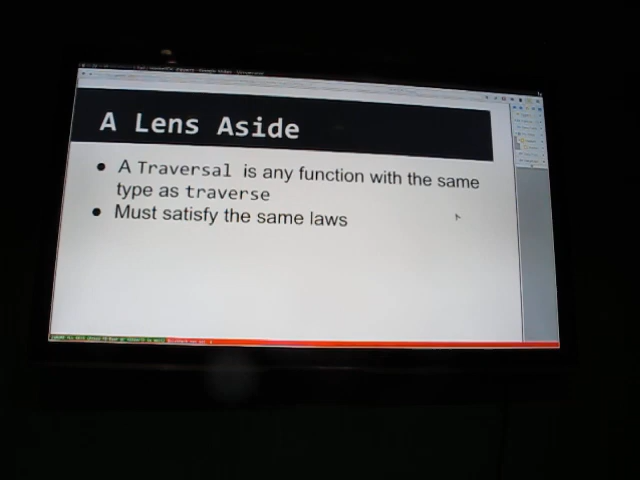 A Lens Aside
● A Traversal is any function with the same
type as traverse
● Must satisfy the same laws